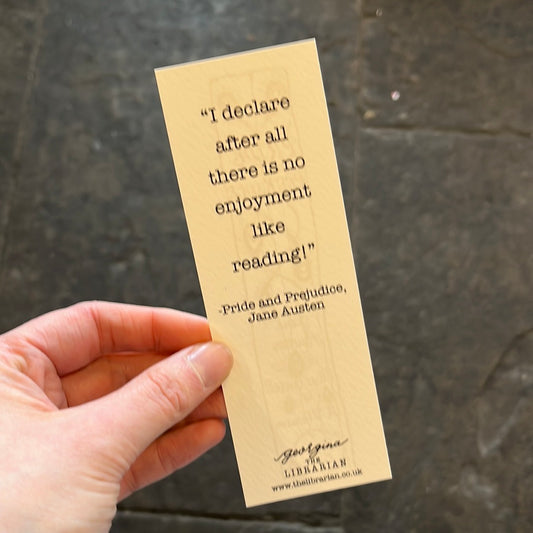 “I declare
after all
there is no
enjoyment
like
reading!”
-Pride and Prejudice,
Jane Austen
georgina
THE
LIBRARIAN
www.thelibrarian.co.uk